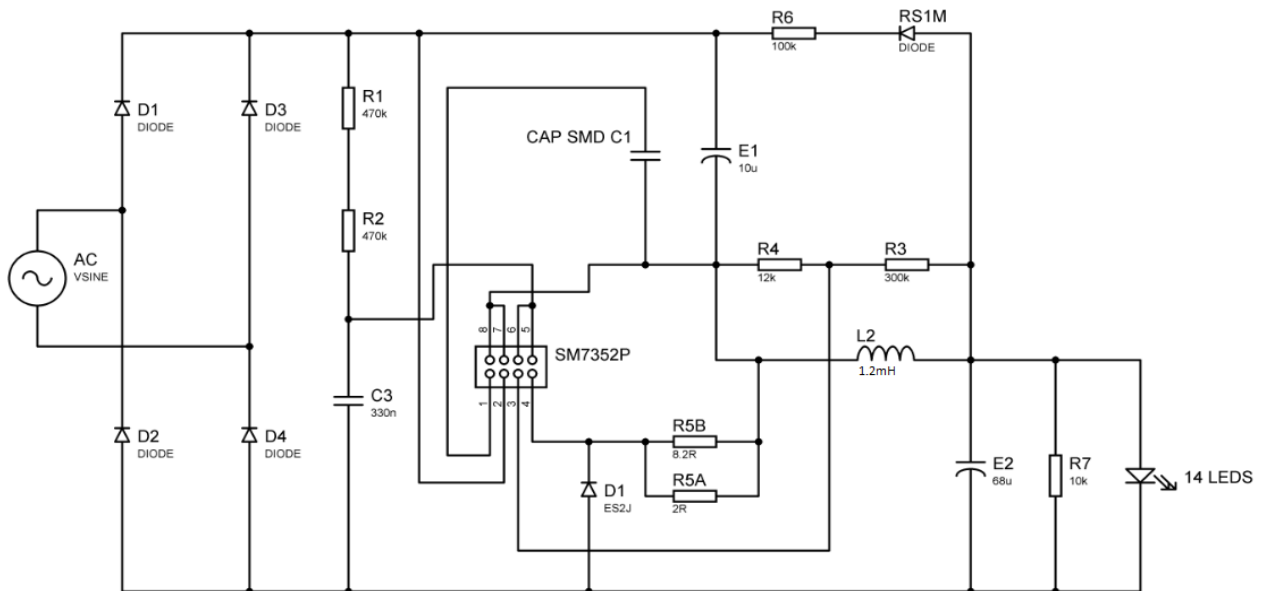 R6
100k
RS1M
DIODE
D1
DIODE
D3
DIODE
R1
470k
CAP SMD C1
E1
10u
R2
470k
AC
VSINE
R4
12k
R3
300k
8
7
6
5
SM7352P
L2
1.2mH
1
2
3
4
C3
330n
D2
DIODE
D4
DIODE
R5B
8.2R
R5A
2R
D1
ES2J
E2
68u
R7
10k
14 LEDS